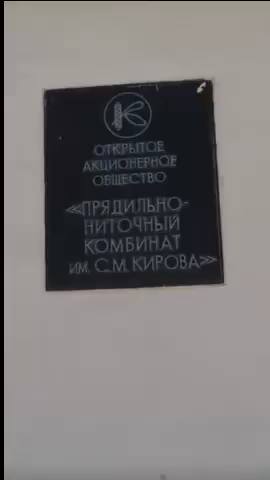 К
ОТКРЫТОЕ
АКЦИОНЕРНОЕ
ОБЩЕСТВО
«ПРЯДИЛЬНО-
НИТОЧНЫЙ
КОМБИНАТ
ИМ. С.М. КИРОВА»